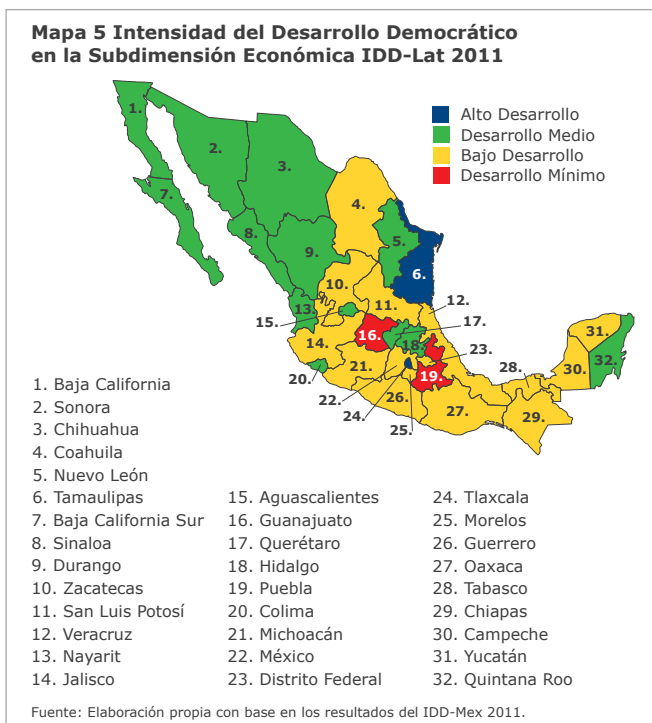 Mapa 5 Intensidad del Desarrollo Democrático
en la Subdimensión Económica IDD-Lat 2011
Alto Desarrollo
Desarrollo Medio
Bajo Desarrollo
Desarrollo Mínimo
1.
2.
3.
4.
5.
6.
7.
8.
9.
10.
11.
12.
13.
14.
15.
16.
17.
18.
19.
20.
21.
22.
23.
24.
25.
26.
27.
28.
29.
30.
31.
32.
1. Baja California
2. Sonora
3. Chihuahua
4. Coahuila
5. Nuevo León
6. Tamaulipas
7. Baja California Sur
8. Sinaloa
9. Durango
10. Zacatecas
11. San Luis Potosí
12. Veracruz
13. Nayarit
14. Jalisco
15. Aguascalientes
16. Guanajuato
17. Querétaro
18. Hidalgo
19. Puebla
20. Colima
21. Michoacán
22. México
23. Distrito Federal
24. Tlaxcala
25. Morelos
26. Guerrero
27. Oaxaca
28. Tabasco
29. Chiapas
30. Campeche
31. Yucatán
32. Quintana Roo
Fuente: Elaboración propia con base en los resultados del IDD-Mex 2011.